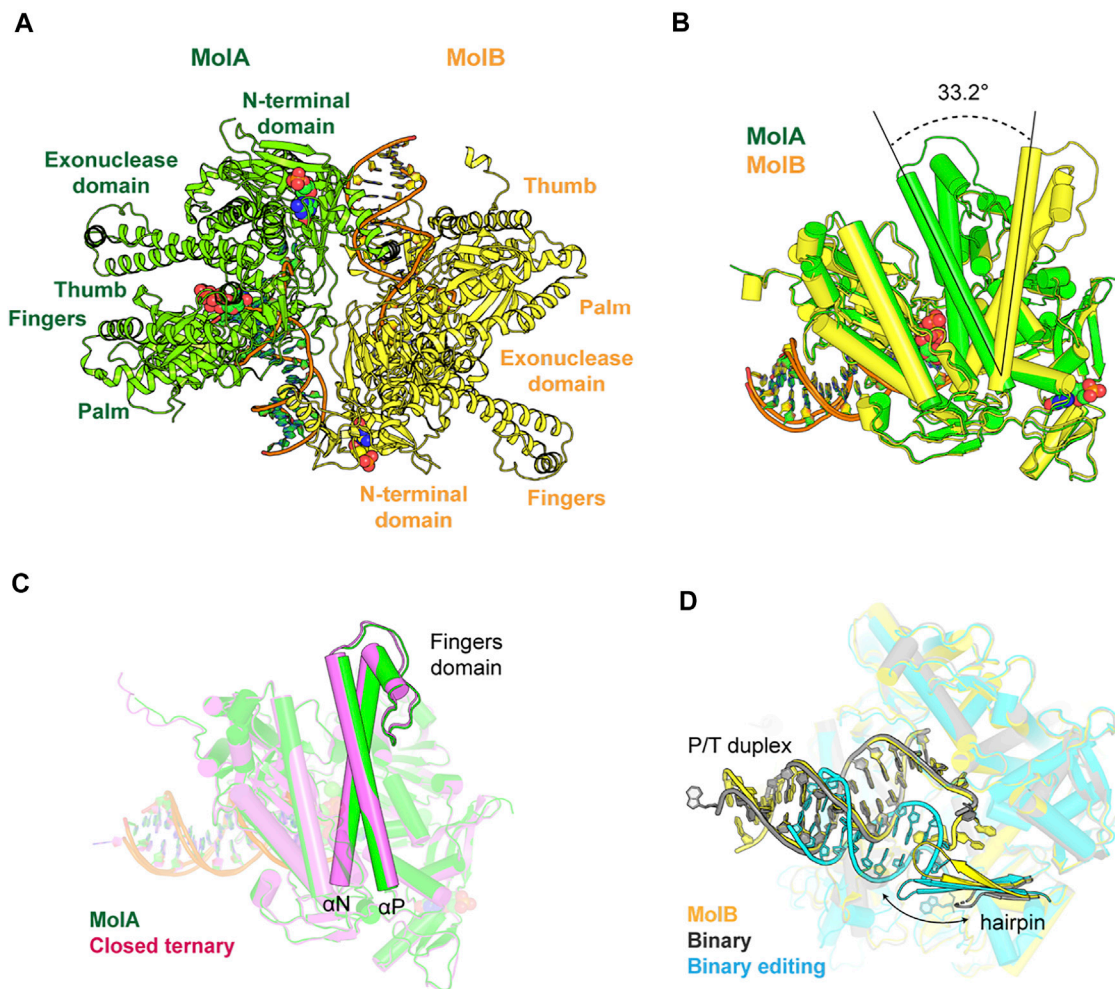 A
MolA
MolB
N-terminal
domain
Exonuclease
domain
Thumb
Fingers
Palm
Thumb
Palm
Exonuclease
domain
Fingers
N-terminal
domain
B
33.2°
MolA
MolB
C
Fingers
domain
αN
αP
MolA
Closed ternary
D
P/T duplex
hairpin
MolB
Binary
Binary editing